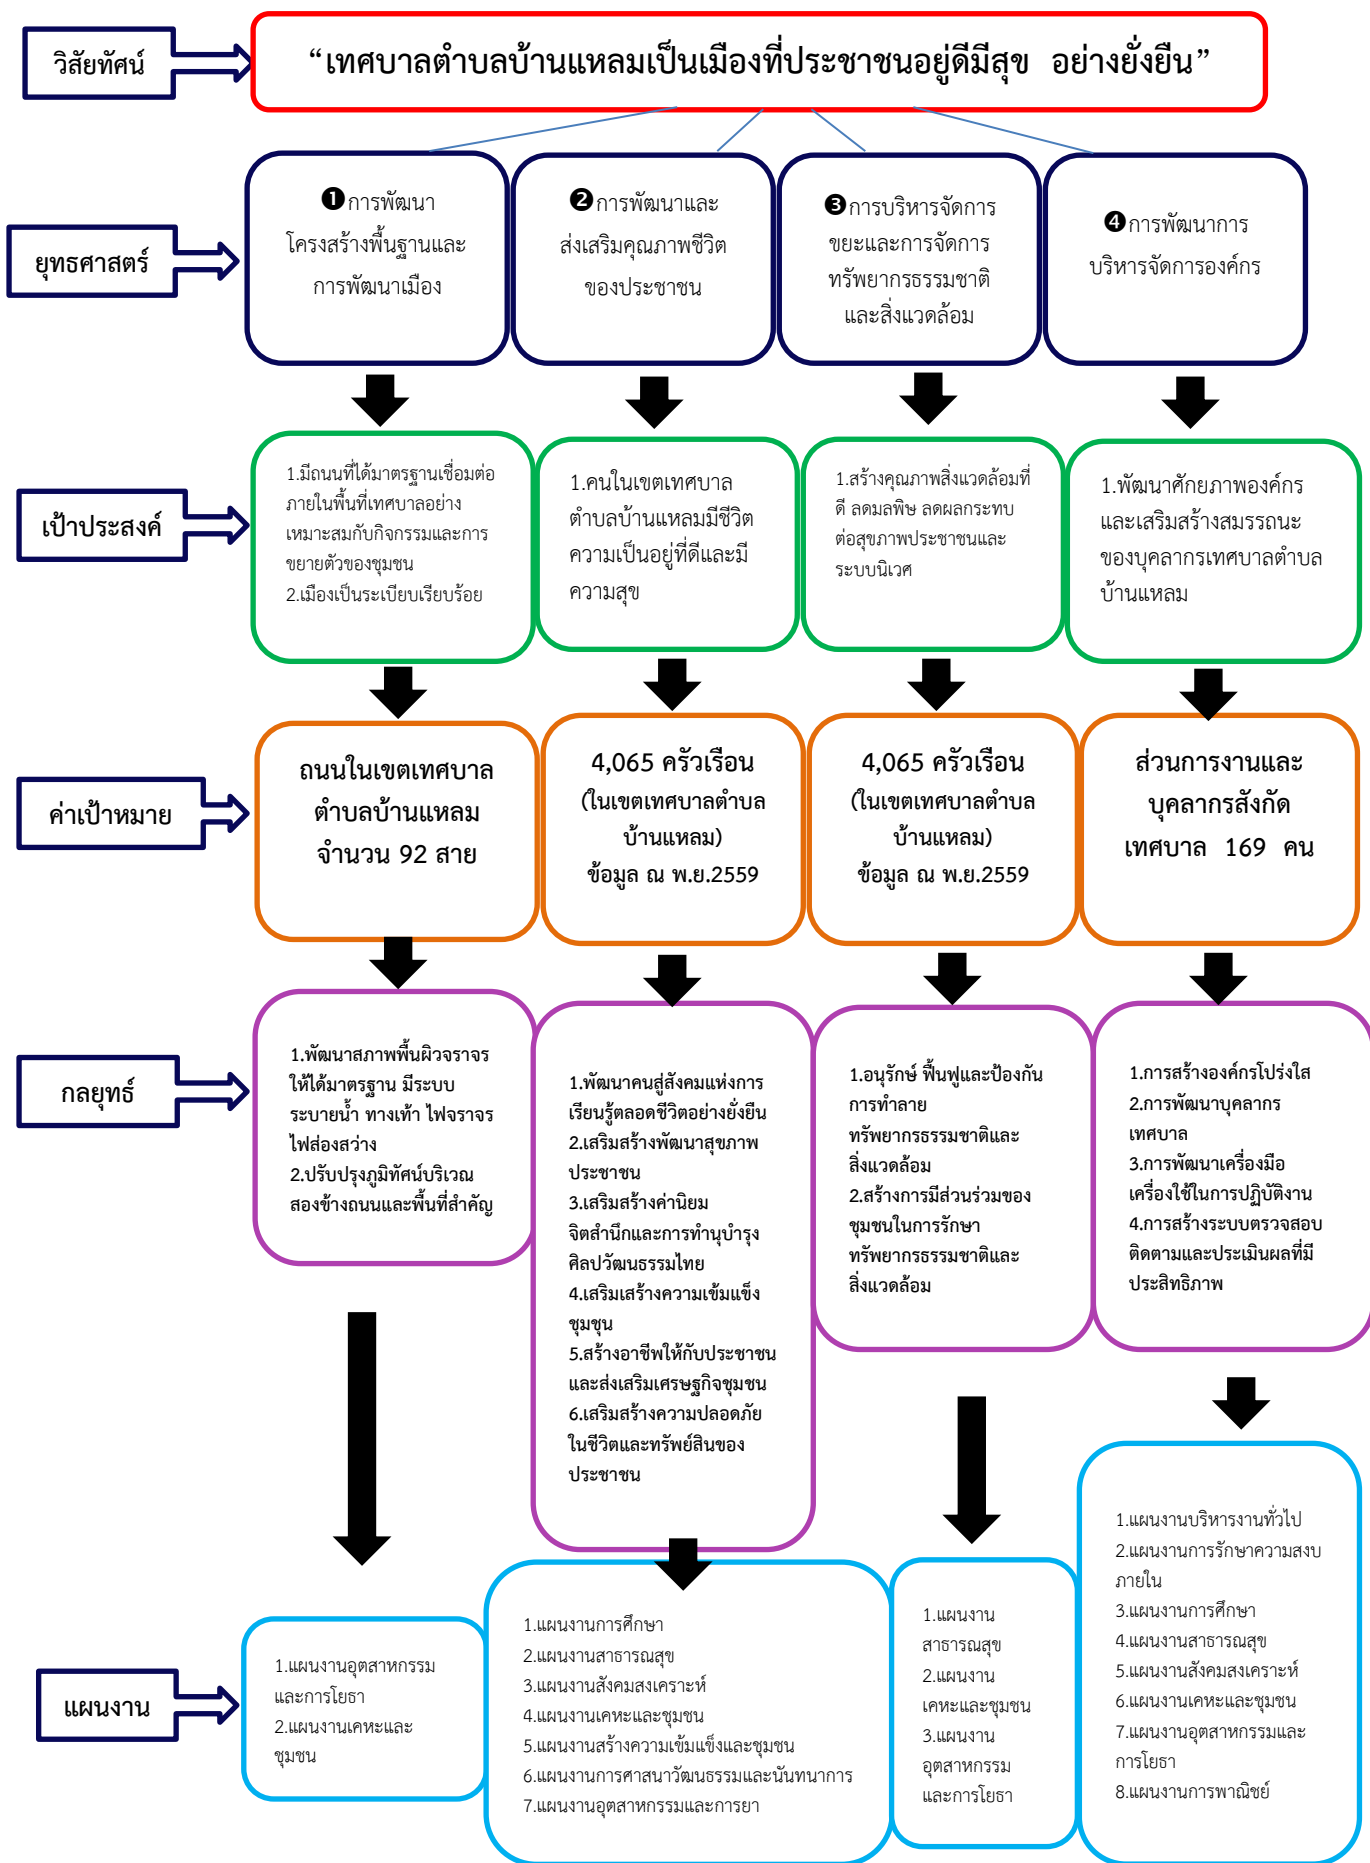 วิสัยทัศน์
“เทศบาลตำบลบ้านแหลมเป็นเมืองที่ประชาชนอยู่ดีมีสุข อย่างยั่งยืน”
ยุทธศาสตร์
❶การพัฒนา
โครงสร้างพื้นฐานและ
การพัฒนาเมือง
❷การพัฒนาและ
ส่งเสริมคุณภาพชีวิต
ของประชาชน
❸การบริหารจัดการ
ขยะและการจัดการ
ทรัพยากรธรรมชาติ
และสิ่งแวดล้อม
❹การพัฒนาการ
บริหารจัดการองค์กร
เป้าประสงค์
1.มีถนนที่ได้มาตรฐานเชื่อมต่อ
ภายในพื้นที่เทศบาลอย่าง
เหมาะสมกับกิจกรรมและการ
ขยายตัวของชุมชน
2.เมืองเป็นระเบียบเรียบร้อย
1.คนในเขตเทศบาล
ตำบลบ้านแหลมมีชีวิต
ความเป็นอยู่ที่ดีและมี
ความสุข
1.สร้างคุณภาพสิ่งแวดล้อมที่
ดี ลดมลพิษ ลดผลกระทบ
ต่อสุขภาพประชาชนและ
ระบบนิเวศ
1.พัฒนาศักยภาพองค์กร
และเสริมสร้างสมรรถนะ
ของบุคลากรเทศบาลตำบล
บ้านแหลม
ค่าเป้าหมาย
ถนนในเขตเทศบาล
ตำบลบ้านแหลม
จำนวน 92 สาย
4,065 ครัวเรือน
(ในเขตเทศบาลตำบล
บ้านแหลม)
ข้อมูล ณ พ.ย.2559
4,065 ครัวเรือน
(ในเขตเทศบาลตำบล
บ้านแหลม)
ข้อมูล ณ พ.ย.2559
ส่วนการงานและ
บุคลากรสังกัด
เทศบาล 169 คน
กลยุทธ์
1.พัฒนาสภาพพื้นผิวจราจร
ให้ได้มาตรฐาน มีระบบ
ระบายน้ำ ทางเท้า ไฟจราจร
ไฟส่องสว่าง
2.ปรับปรุงภูมิทัศน์บริเวณ
สองข้างถนนและพื้นที่สำคัญ
1.พัฒนาคนสู่สังคมแห่งการ
เรียนรู้ตลอดชีวิตอย่างยั่งยืน
2.เสริมสร้างพัฒนาสุขภาพ
ประชาชน
3.เสริมสร้างค่านิยม
จิตสำนึกและการทำนุบำรุง
ศิลปวัฒนธรรมไทย
4.เสริมเสร้างความเข้มแข็ง
ชุมชุน
5.สร้างอาชีพให้กับประชาชน
และส่งเสริมเศรษฐกิจชุมชน
6.เสริมสร้างความปลอดภัย
ในชีวิตและทรัพย์สินของ
ประชาชน
1.อนุรักษ์ ฟื้นฟูและป้องกัน
การทำลาย
ทรัพยากรธรรมชาติและ
สิ่งแวดล้อม
2.สร้างการมีส่วนร่วมของ
ชุมชนในการรักษา
ทรัพยากรธรรมชาติและ
สิ่งแวดล้อม
1.การสร้างองค์กรโปร่งใส
2.การพัฒนาบุคลากร
เทศบาล
3.การพัฒนาเครื่องมือ
เครื่องใช้ในการปฏิบัติงาน
4.การสร้างระบบตรวจสอบ
ติดตามและประเมินผลที่มี
ประสิทธิภาพ
แผนงาน
1.แผนงานอุตสาหกรรม
และการโยธา
2.แผนงานเคหะและ
ชุมชน
1.แผนงานการศึกษา
2.แผนงานสาธารณสุข
3.แผนงานสังคมสงเคราะห์
4.แผนงานเคหะและชุมชน
5.แผนงานสร้างความเข้มแข็งและชุมชน
6.แผนงานการศาสนาวัฒนธรรมและนันทนาการ
7.แผนงานอุตสาหกรรมและการยา
1.แผนงาน
สาธารณสุข
2.แผนงาน
เคหะและชุมชน
3.แผนงาน
อุตสาหกรรม
และการโยธา
1.แผนงานบริหารงานทั่วไป
2.แผนงานการรักษาความสงบ
ภายใน
3.แผนงานการศึกษา
4.แผนงานสาธารณสุข
5.แผนงานสังคมสงเคราะห์
6.แผนงานเคหะและชุมชน
7.แผนงานอุตสาหกรรมและ
การโยธา
8.แผนงานการพาณิชย์